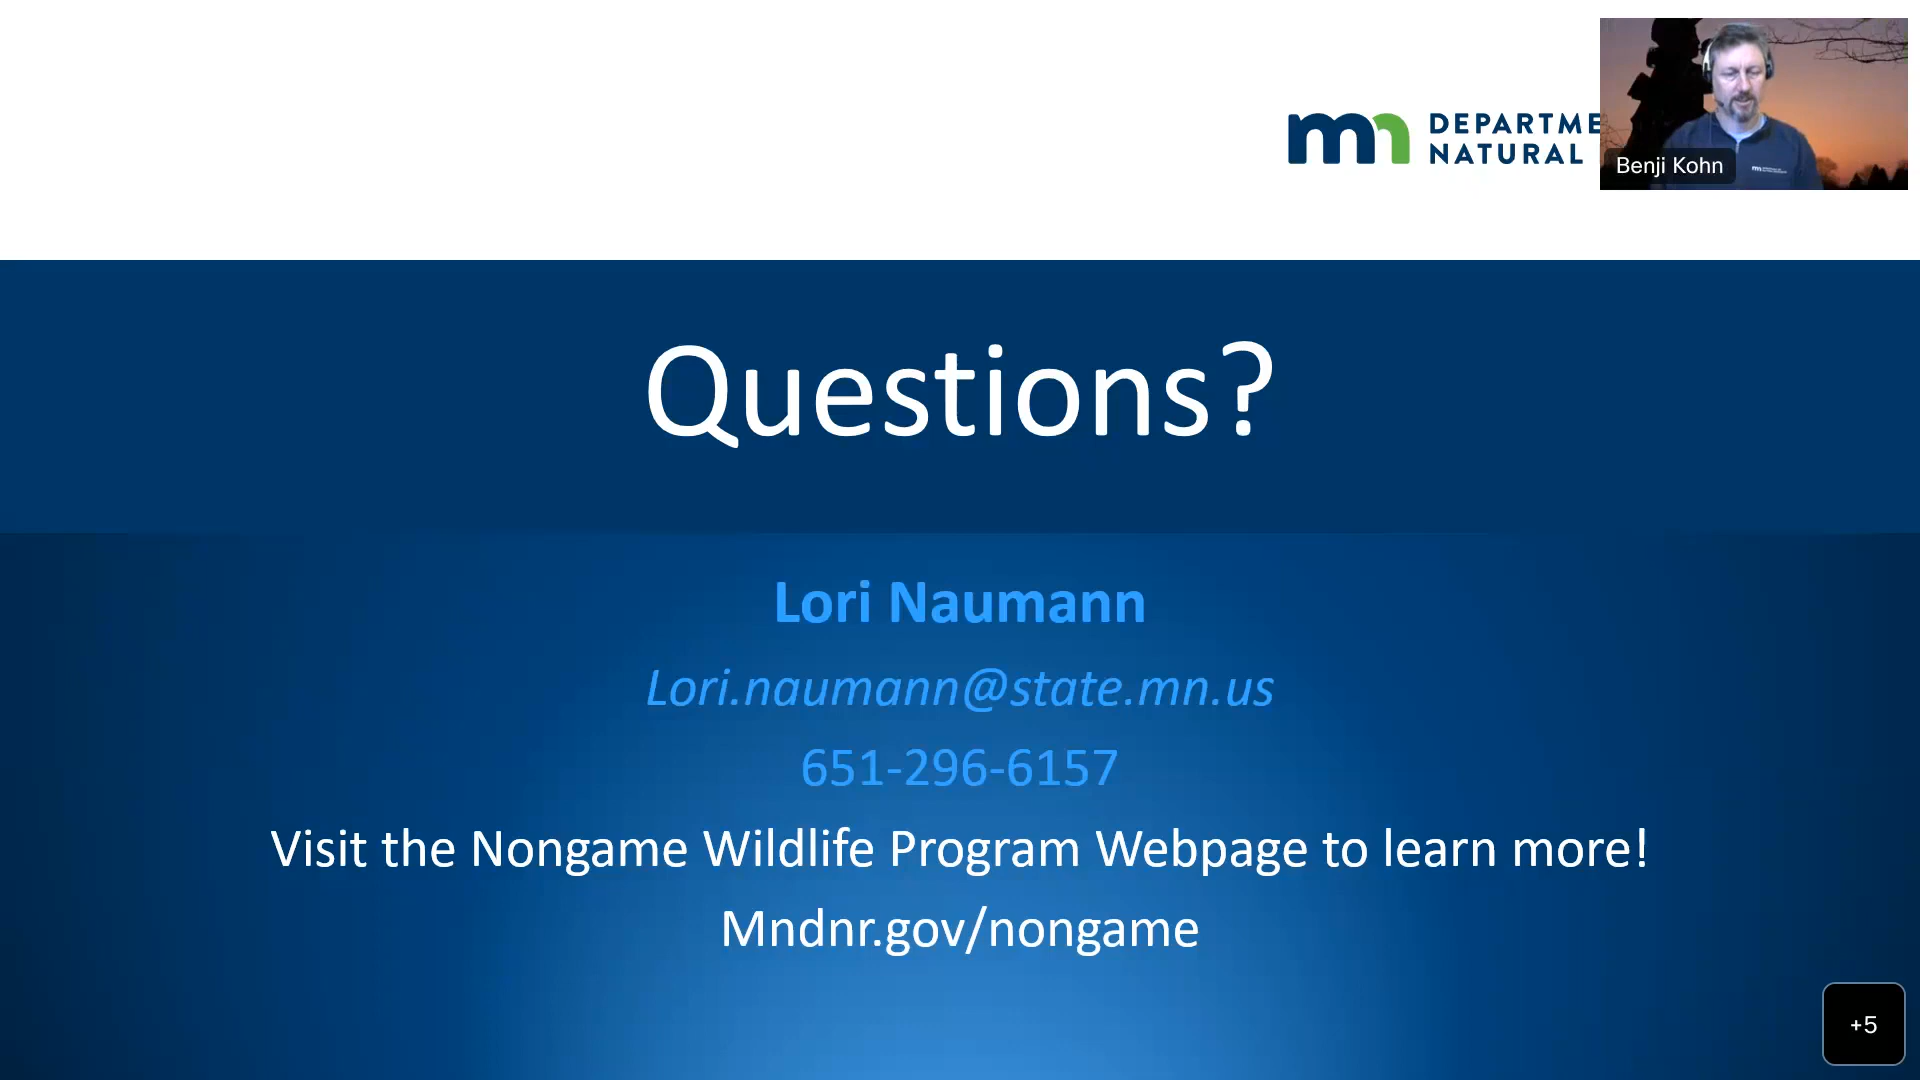 DEPARTME
NATURAL
Benji Kohn
Questions?
Lori Naumann
Lori.naumann@state.mn.us
651-296-6157
Visit the Nongame Wildlife Program Webpage to learn more!
Mndnr.gov/nongame
+5